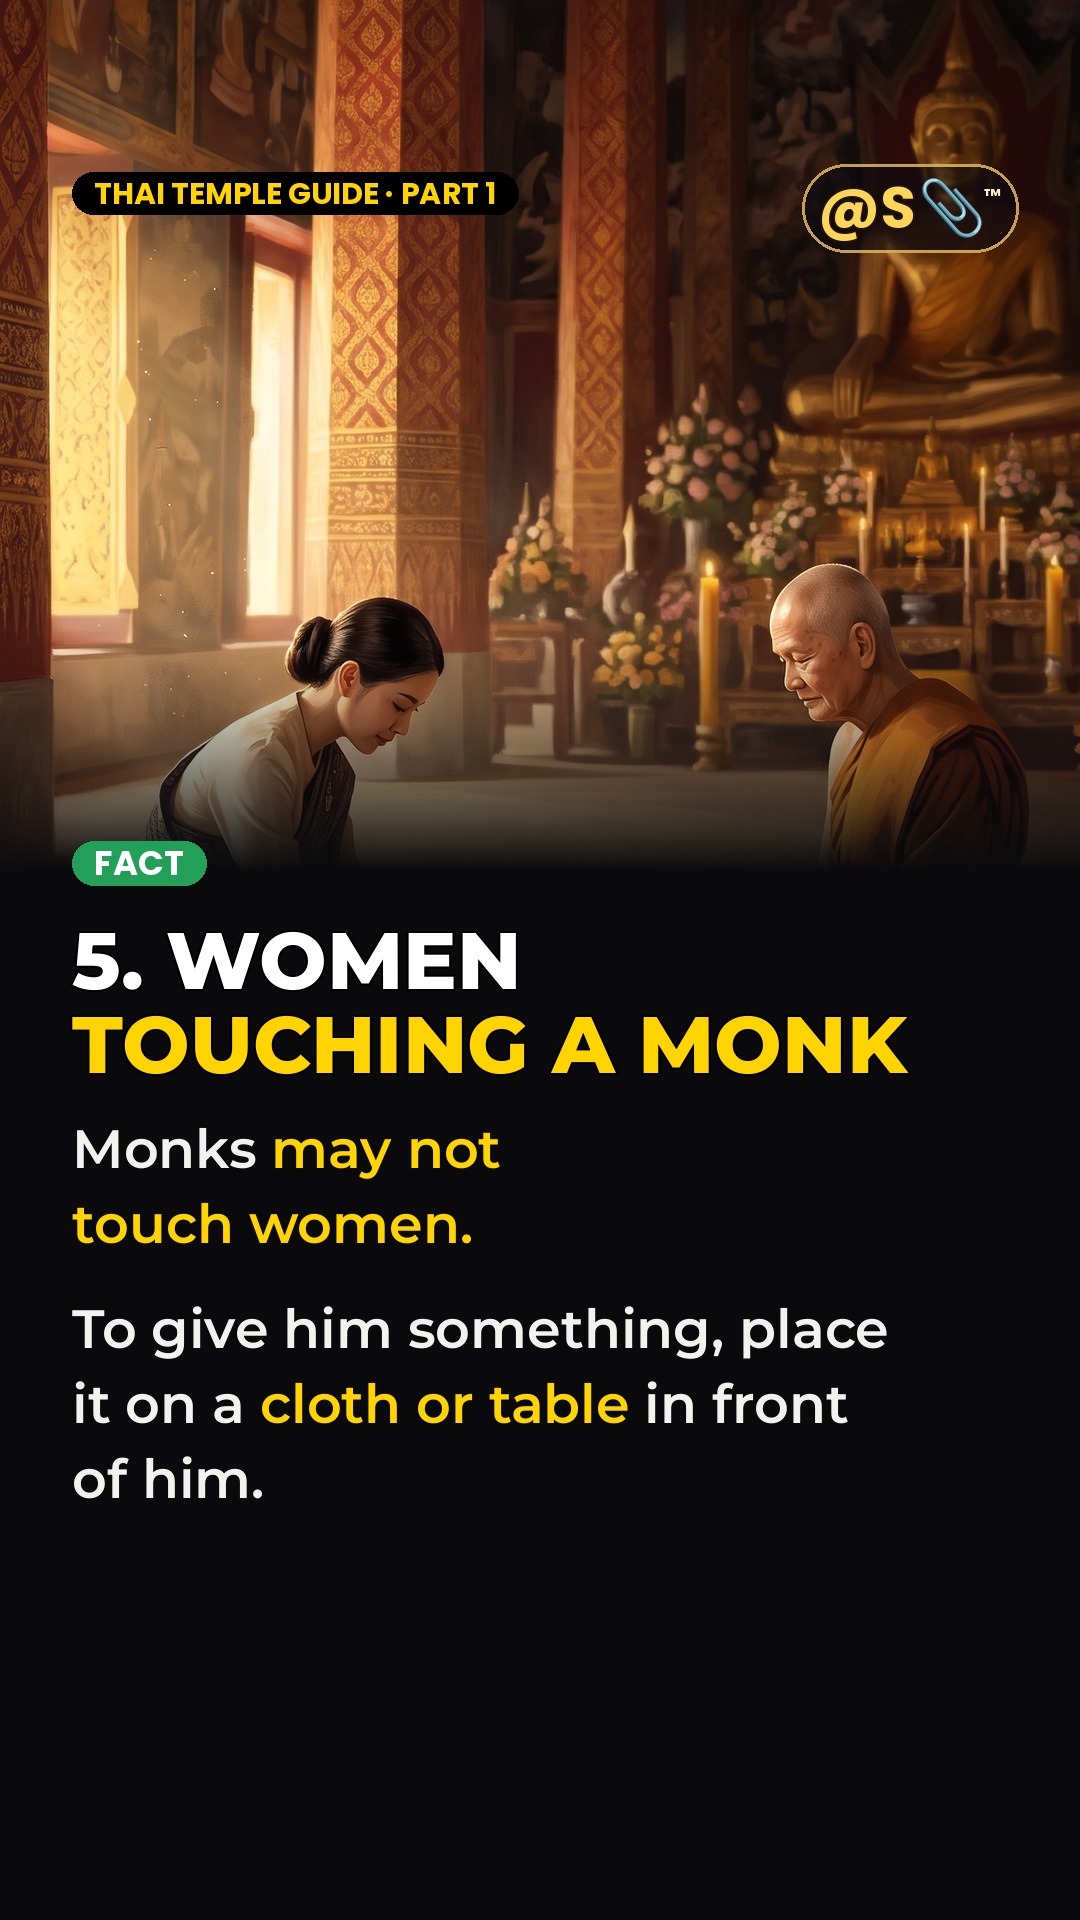 THAI TEMPLE GUIDE · PART 1
@S📎™
FACT
5. WOMEN
TOUCHING A MONK
Monks may not
touch women.
To give him something, place
it on a cloth or table in front
of him.